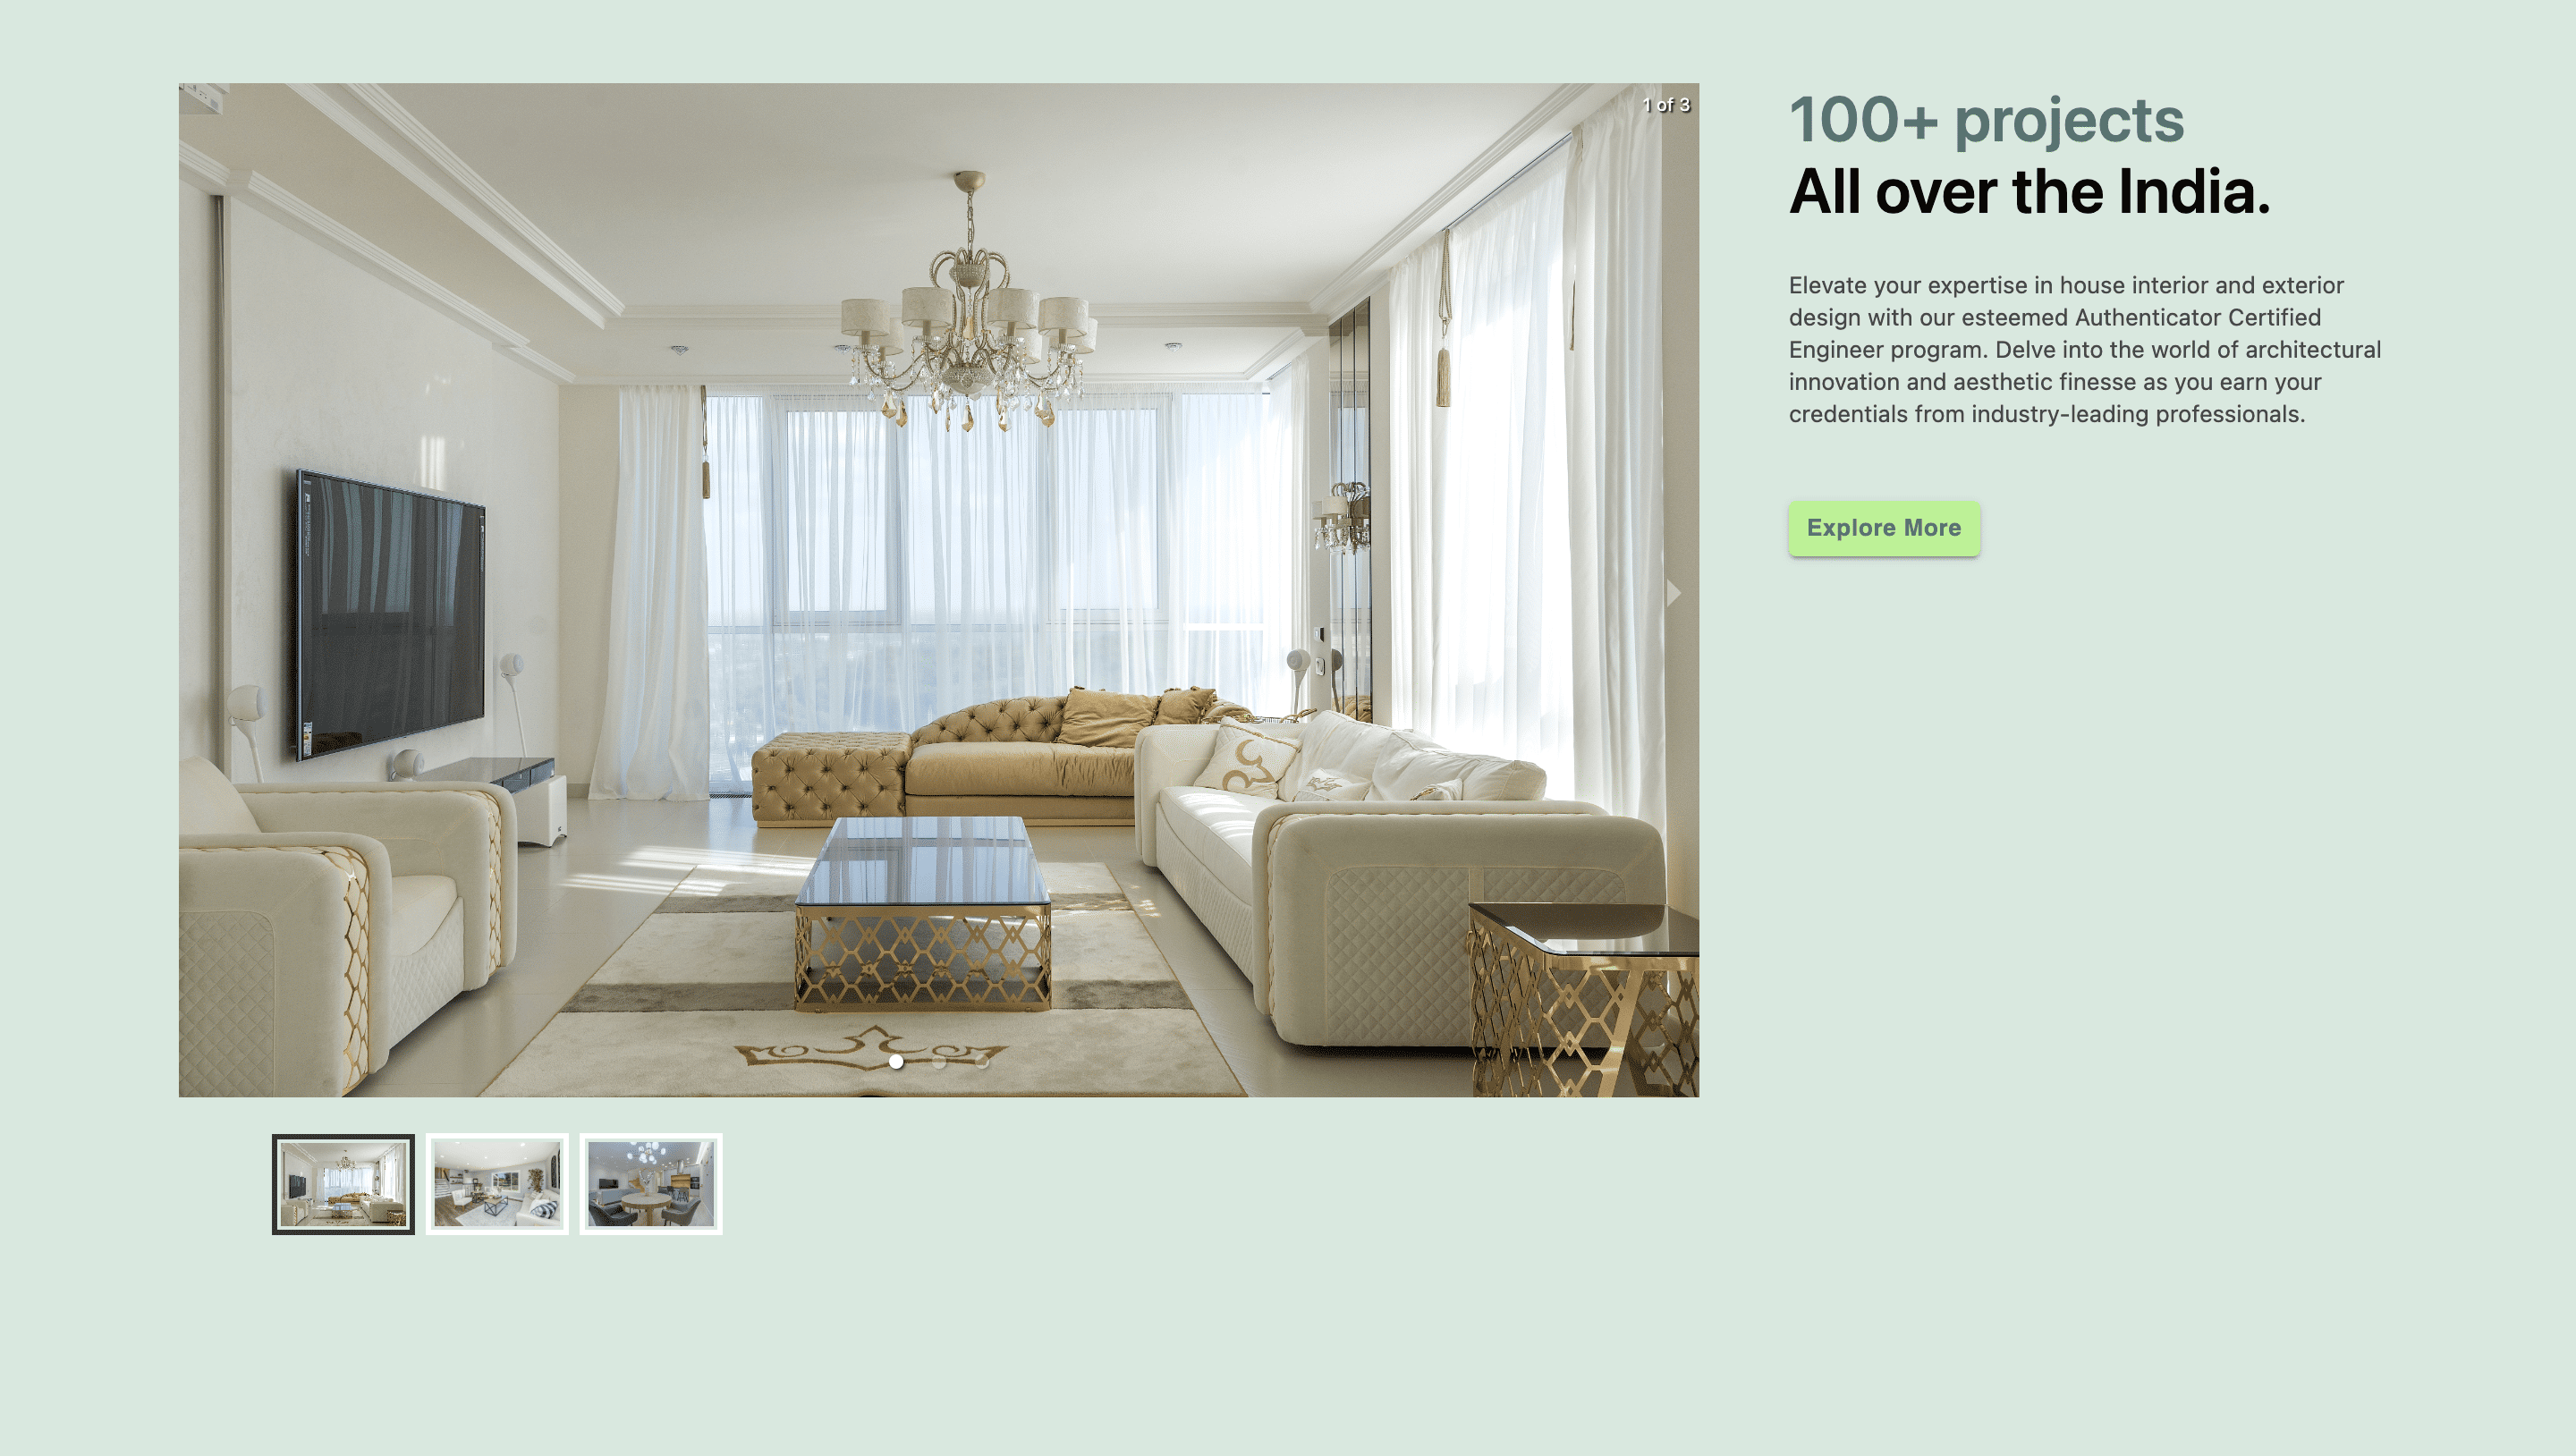 1 of 3
100+ projects
All over the India.
Elevate your expertise in house interior and exterior
design with our esteemed Authenticator Certified
Engineer program. Delve into the world of architectural
innovation and aesthetic finesse as you earn your
credentials from industry-leading professionals.
Explore More